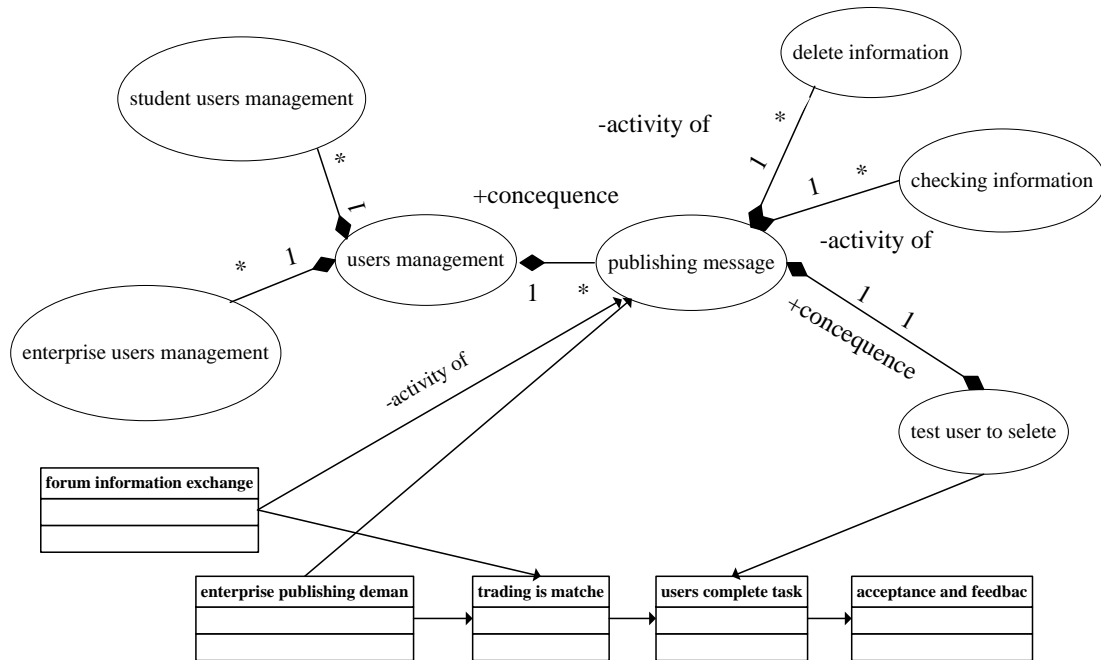 delete information
student users management
-activity of
*
*
1
*
1
checking information
+concequence
1
1
*
users management
publishing message
-activity of
1
*
1
1
+concequence
enterprise users management
-activity of
test user to selete
forum information exchange
enterprise publishing deman
trading is matche
users complete task
acceptance and feedbac